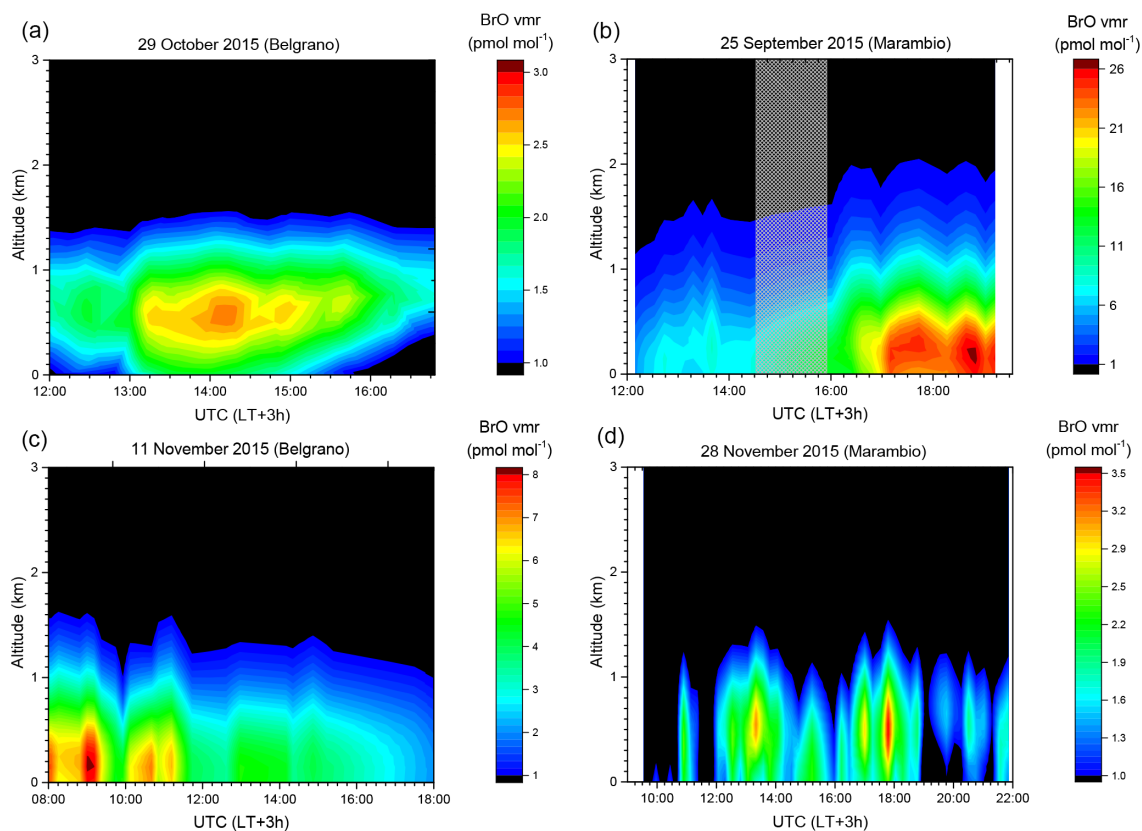 (a)
29 October 2015 (Belgrano)
BrO vmr
(pmol mol⁻¹)
3
2
1
0
Altitude (km)
12:00 13:00 14:00 15:00 16:00
UTC (LT+3h)
3.0
2.5
2.0
1.5
1.0
(b)
25 September 2015 (Marambio)
BrO vmr
(pmol mol⁻¹)
3
2
1
0
Altitude (km)
12:00 14:00 16:00 18:00
UTC (LT+3h)
26
21
16
11
6
1
(c)
11 November 2015 (Belgrano)
BrO vmr
(pmol mol⁻¹)
3
2
1
0
Altitude (km)
08:00 10:00 12:00 14:00 16:00 18:00
UTC (LT+3h)
8
7
6
5
4
3
2
1
(d)
28 November 2015 (Marambio)
BrO vmr
(pmol mol⁻¹)
3
2
1
0
Altitude (km)
10:00 12:00 14:00 16:00 18:00 20:00 22:00
UTC (LT+3h)
3.5
3.4
3.2
2.9
2.7
2.4
2.2
1.9
1.7
1.5
1.2
1.0